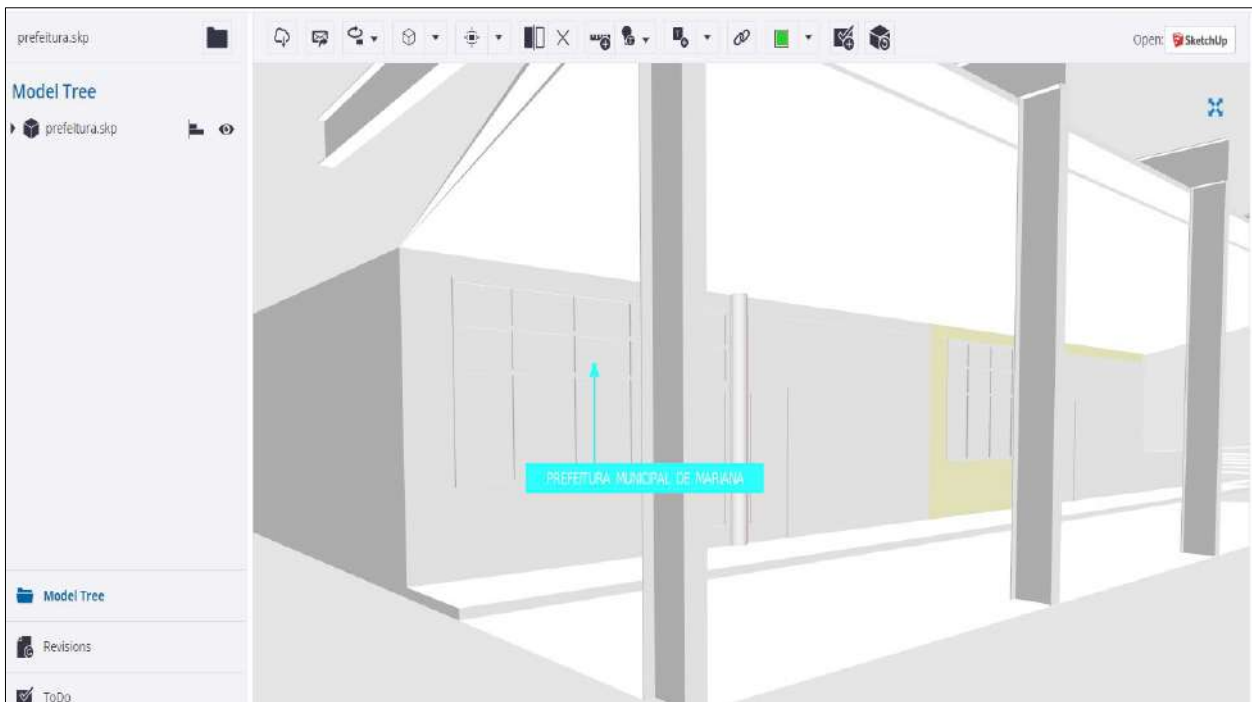 prefeitura.skp
Open: SketchUp
Model Tree
prefeitura.skp
PREFEITURA MUNICIPAL DE MARIANA
Model Tree
Revisions
ToDo